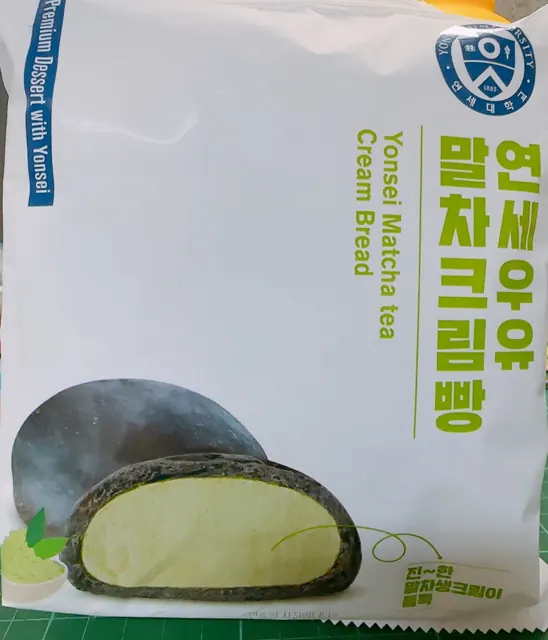 Premium Dessert with Yonsei
YONSEI UNIVERSITY
1885
연세대학교
연세우유
말차크림빵
Yonsei Matcha tea
Cream Bread
진~한
말차생크림이
듬뿍